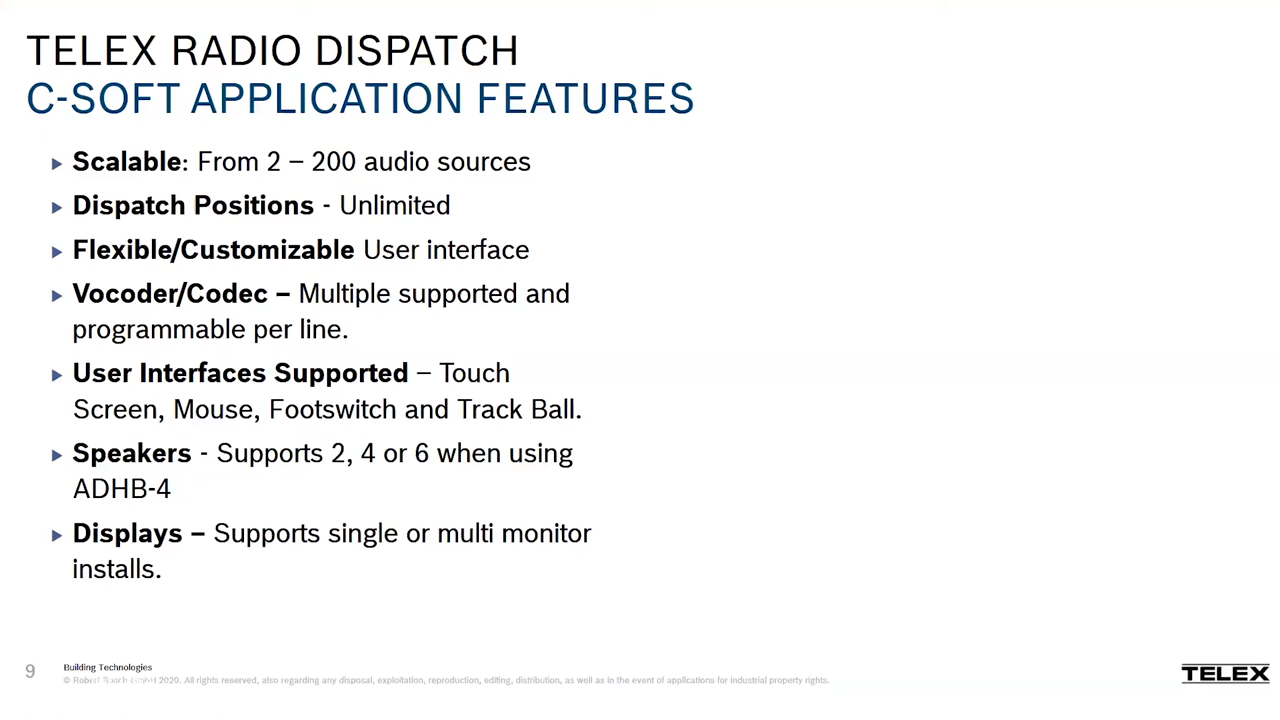 TELEX RADIO DISPATCH
C-SOFT APPLICATION FEATURES
▶ Scalable: From 2 – 200 audio sources
▶ Dispatch Positions - Unlimited
▶ Flexible/Customizable User interface
▶ Vocoder/Codec – Multiple supported and
programmable per line.
▶ User Interfaces Supported – Touch
Screen, Mouse, Footswitch and Track Ball.
▶ Speakers - Supports 2, 4 or 6 when using
ADHB-4
▶ Displays – Supports single or multi monitor
installs.
9
Building Technologies
© Robert Bosch GmbH 2020. All rights reserved, also regarding any disposal, exploitation, reproduction, editing, distribution, as well as in the event of applications for industrial property rights.
TELEX